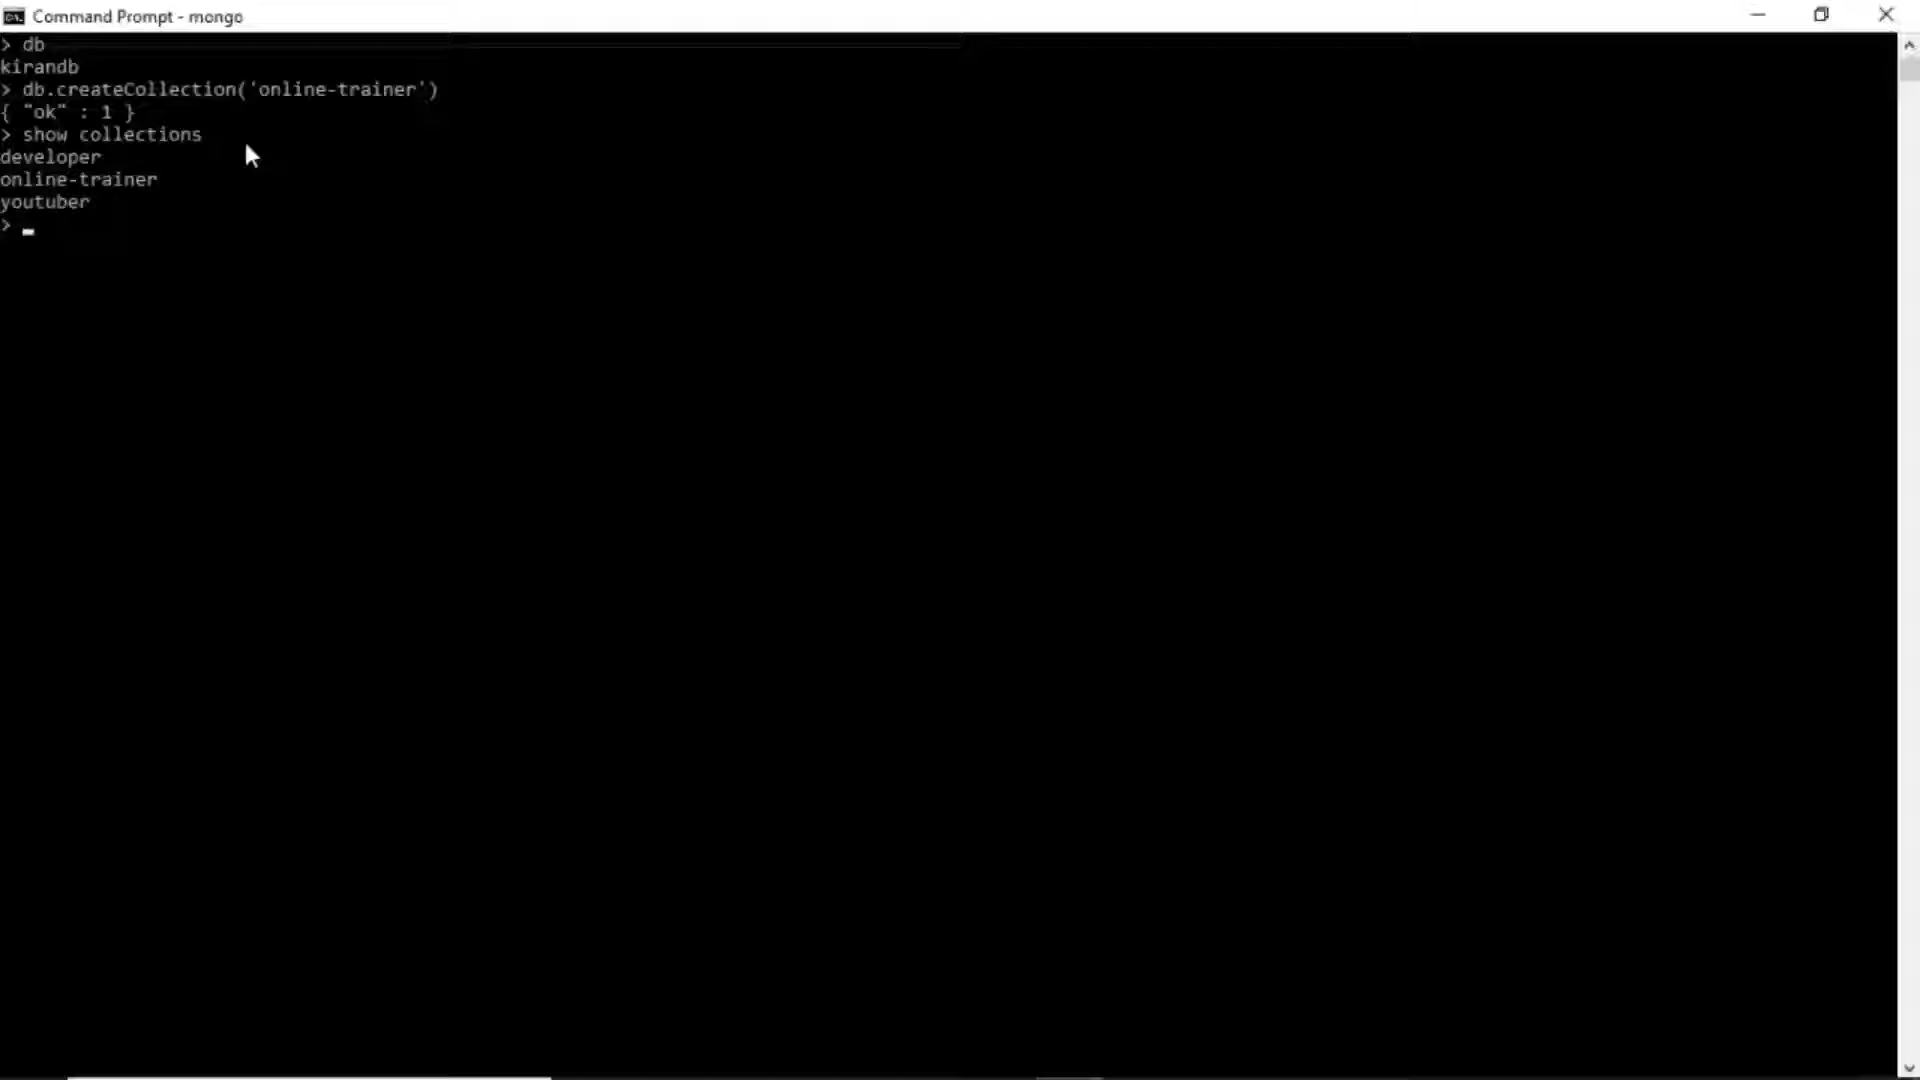 Command Prompt - mongo
> db
kirandb
> db.createCollection('online-trainer')
{ "ok" : 1 }
> show collections
developer
online-trainer
youtuber
>